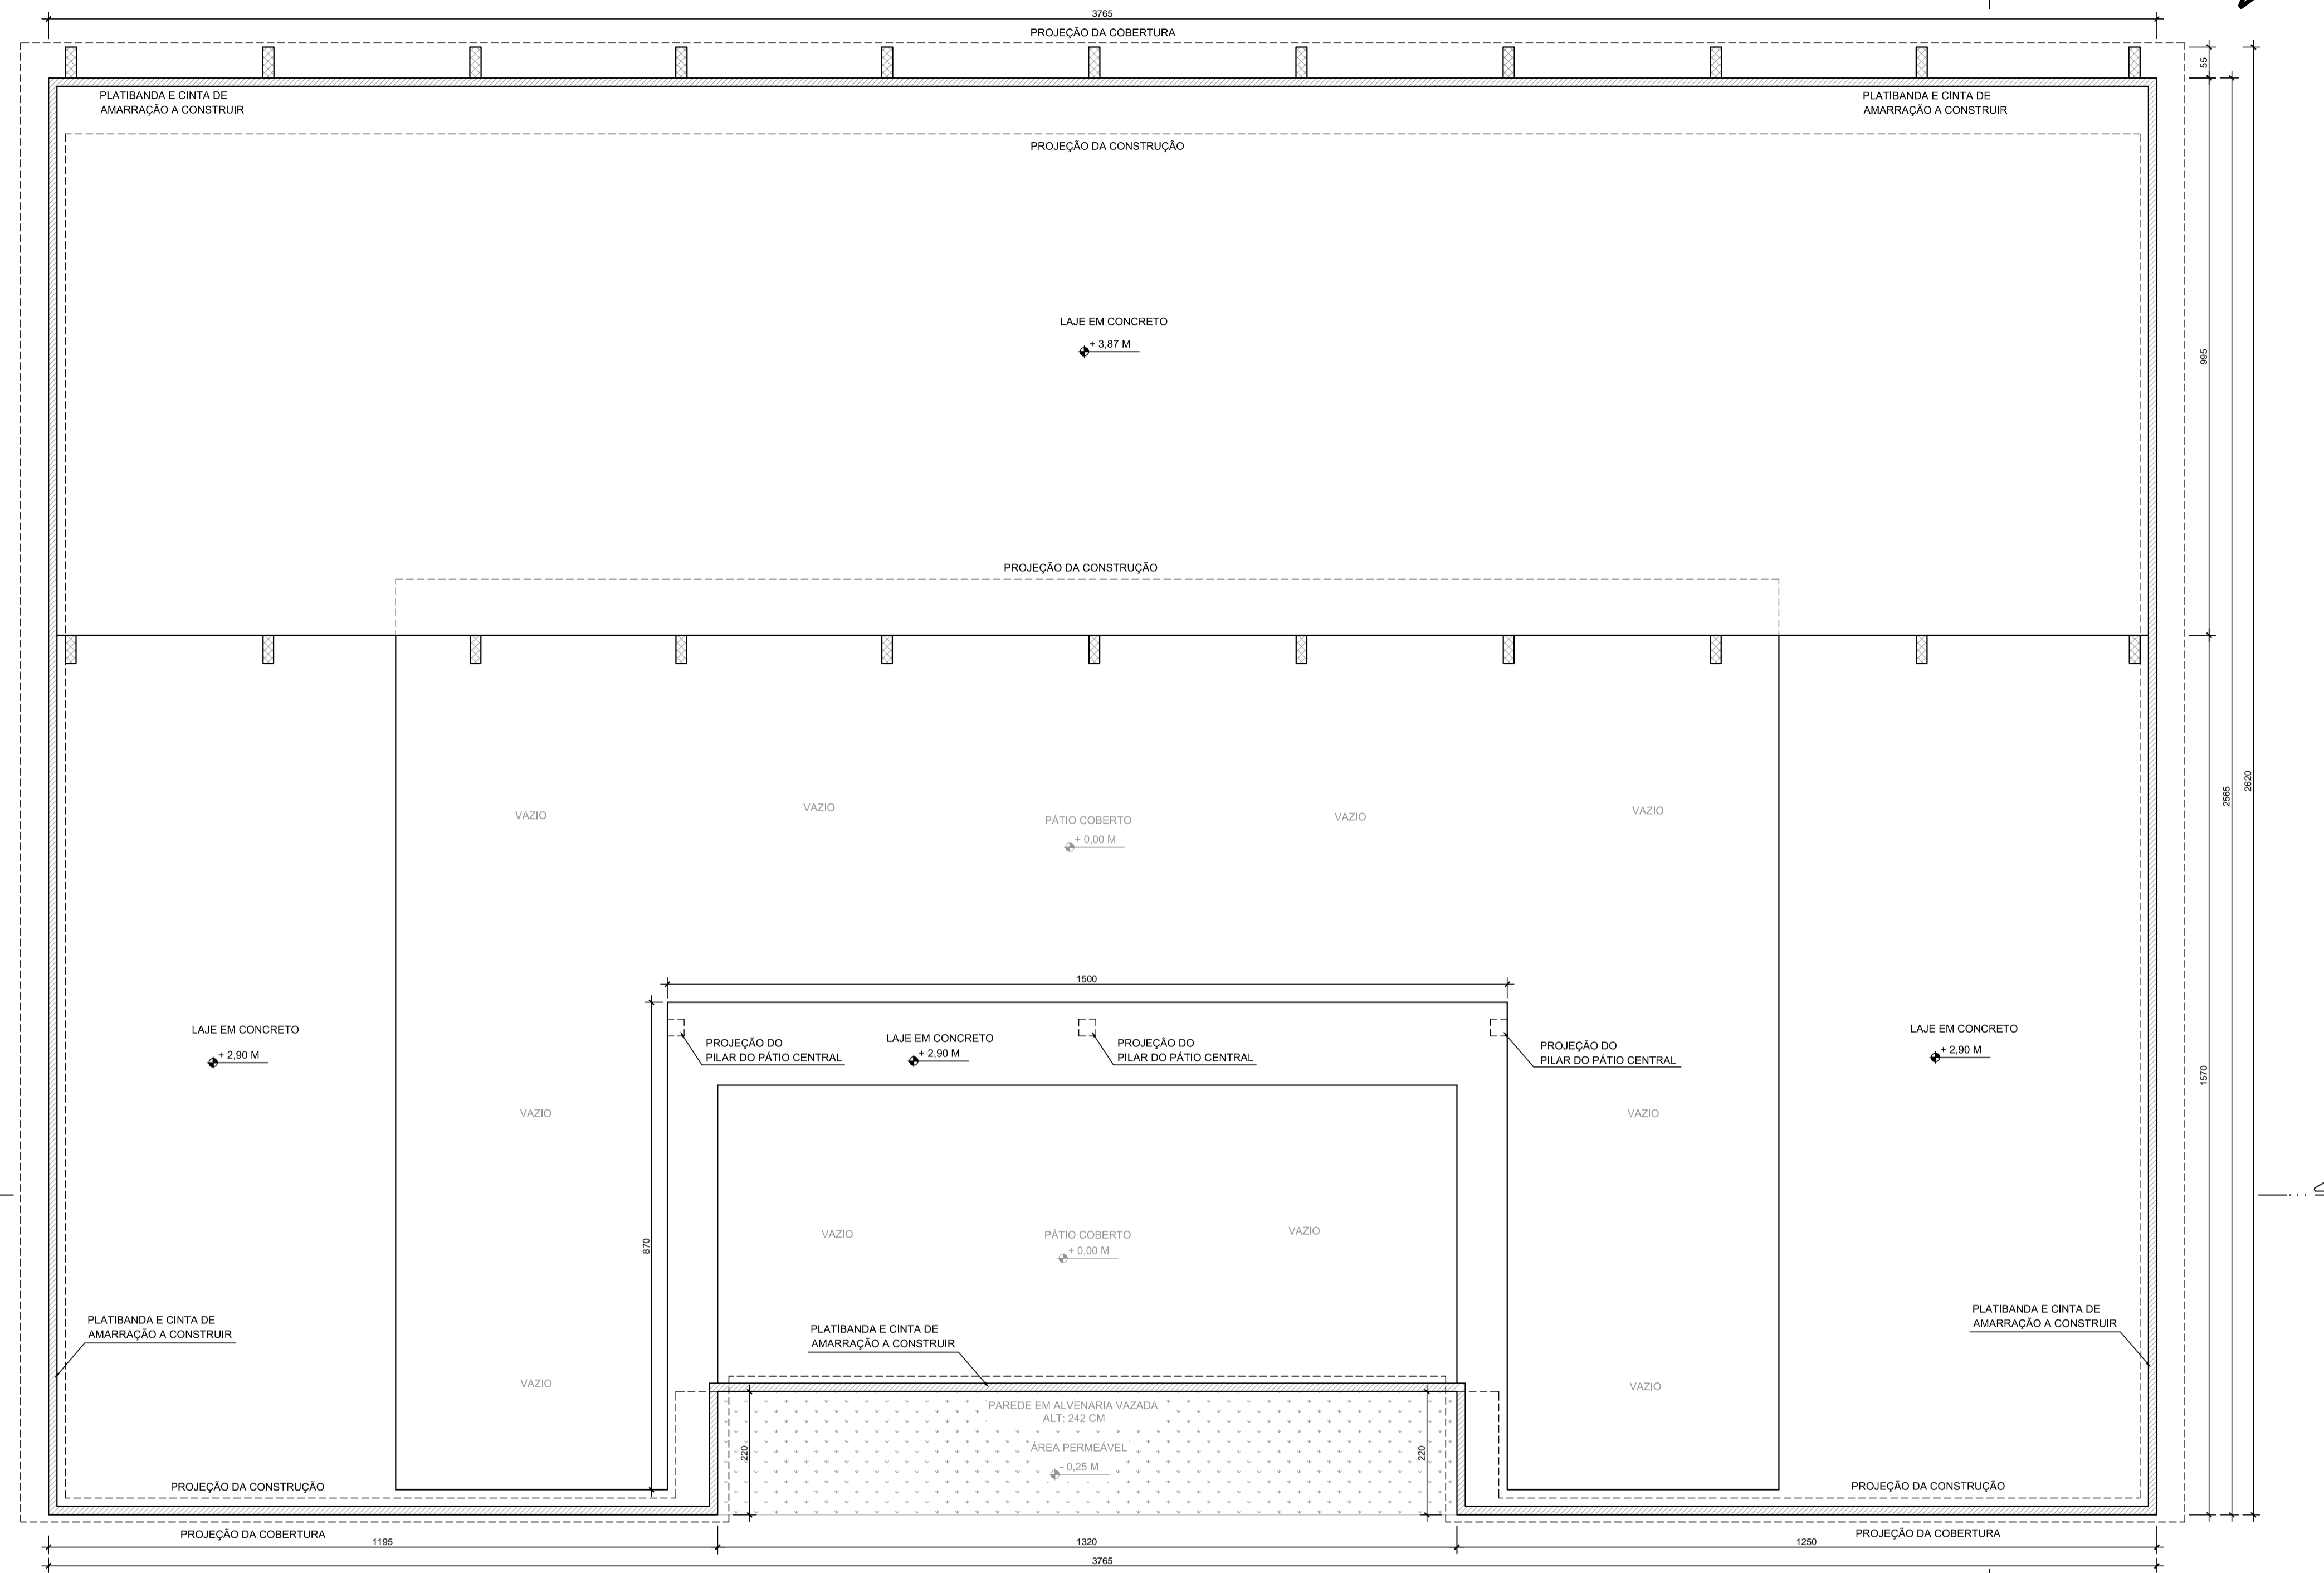 3765
PROJEÇÃO DA COBERTURA
55
PLATIBANDA E CINTA DE
AMARRAÇÃO A CONSTRUIR
PLATIBANDA E CINTA DE
AMARRAÇÃO A CONSTRUIR
PROJEÇÃO DA CONSTRUÇÃO
LAJE EM CONCRETO
+ 3,87 M
995
PROJEÇÃO DA CONSTRUÇÃO
2620
2565
VAZIO
VAZIO
PÁTIO COBERTO
+ 0,00 M
VAZIO
VAZIO
1500
LAJE EM CONCRETO
+ 2,90 M
PROJEÇÃO DO
PILAR DO PÁTIO CENTRAL
LAJE EM CONCRETO
+ 2,90 M
PROJEÇÃO DO
PILAR DO PÁTIO CENTRAL
PROJEÇÃO DO
PILAR DO PÁTIO CENTRAL
LAJE EM CONCRETO
+ 2,90 M
1570
VAZIO
VAZIO
870
VAZIO
PÁTIO COBERTO
+ 0,00 M
VAZIO
PLATIBANDA E CINTA DE
AMARRAÇÃO A CONSTRUIR
PLATIBANDA E CINTA DE
AMARRAÇÃO A CONSTRUIR
PLATIBANDA E CINTA DE
AMARRAÇÃO A CONSTRUIR
VAZIO
VAZIO
PAREDE EM ALVENARIA VAZADA
ALT: 242 CM
220
ÁREA PERMEÁVEL
- 0,25 M
220
PROJEÇÃO DA CONSTRUÇÃO
PROJEÇÃO DA CONSTRUÇÃO
PROJEÇÃO DA COBERTURA
PROJEÇÃO DA COBERTURA
1195
1320
1250
3765